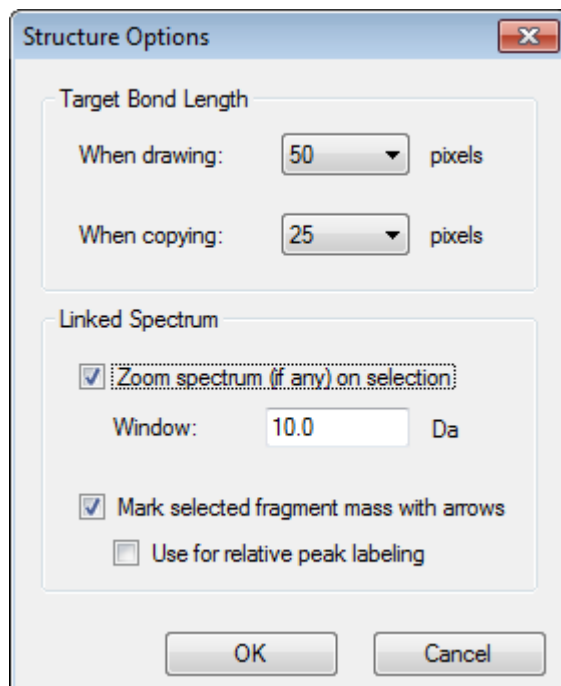 Structure Options
Target Bond Length
When drawing: 50 pixels
When copying: 25 pixels
Linked Spectrum
Zoom spectrum (if any) on selection
Window: 10.0 Da
Mark selected fragment mass with arrows
Use for relative peak labeling
OK Cancel